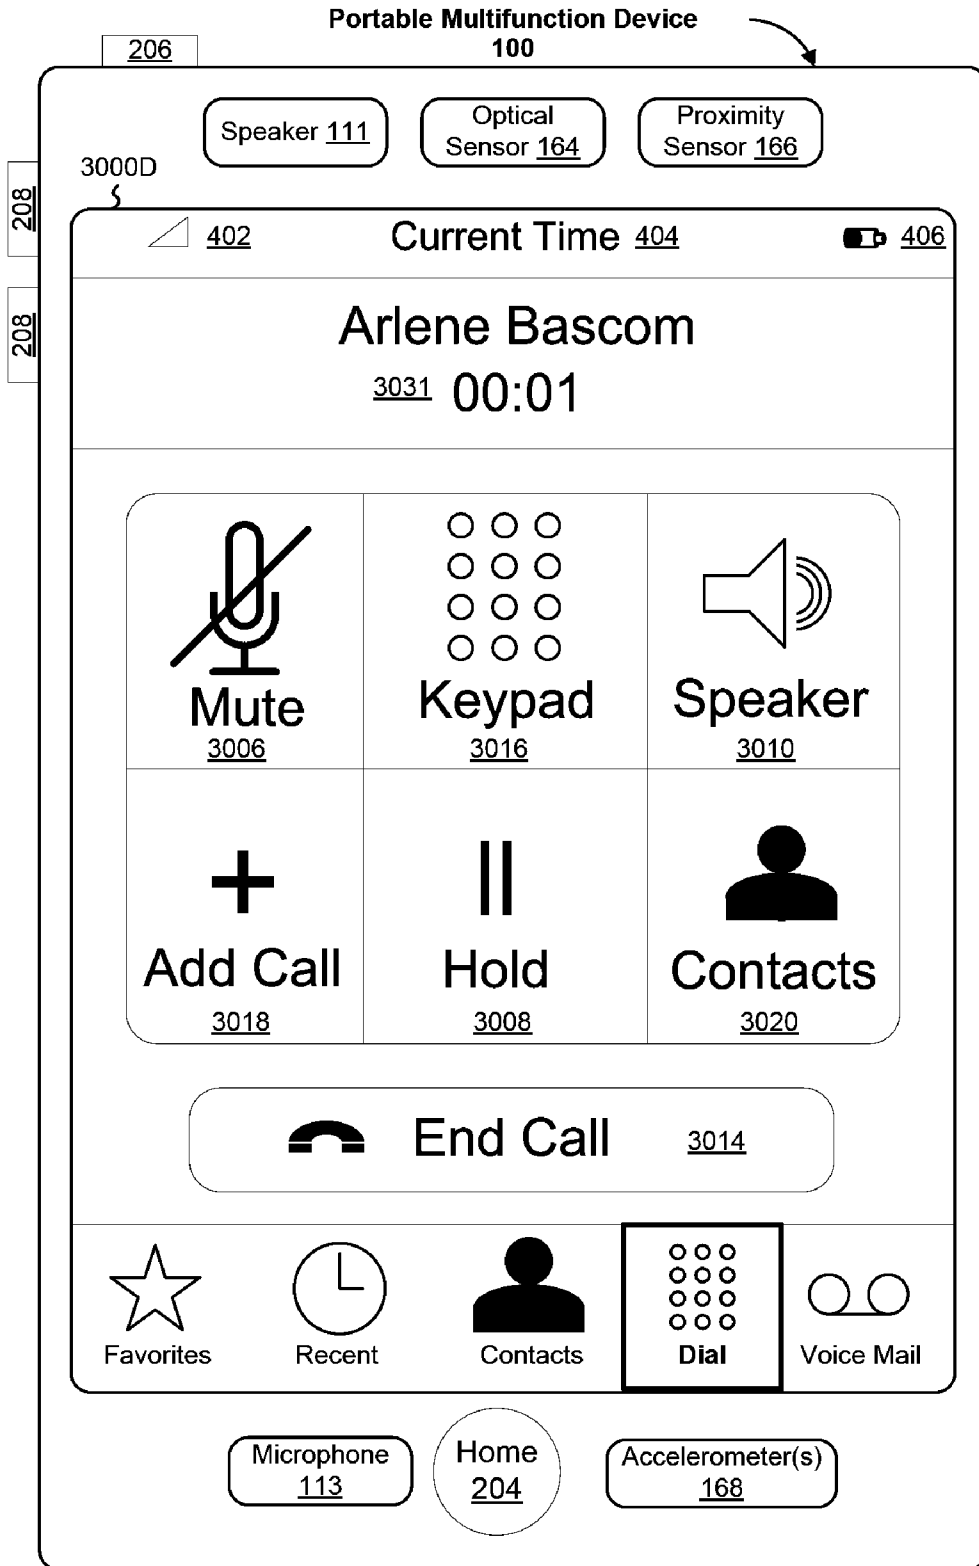 Portable Multifunction Device
100
206
Speaker 111
Optical
Sensor 164
Proximity
Sensor 166
208
3000D
402
Current Time 404
406
208
Arlene Bascom
3031 00:01
Mute
3006
Keypad
3016
Speaker
3010
Add Call
3018
Hold
3008
Contacts
3020
End Call 3014
Favorites
Recent
Contacts
Dial
Voice Mail
Microphone
113
Home
204
Accelerometer(s)
168